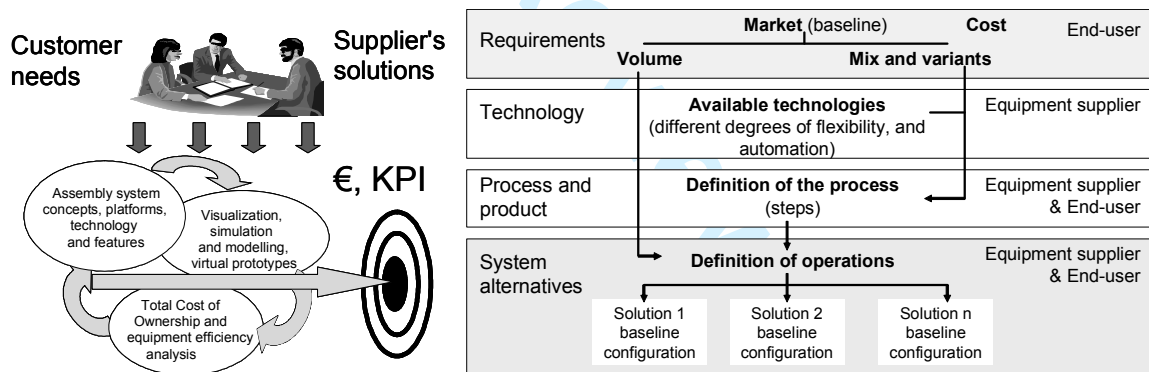 Customer
needs
Supplier's
solutions
€, KPI
Assembly system
concepts, platforms,
technology
and features
Visualization,
simulation
and modelling,
virtual prototypes
Total Cost of
Ownership and
equipment efficiency
analysis
Requirements
Market (baseline)
Cost
End-user
Volume
Mix and variants
Technology
Available technologies
(different degrees of flexibility, and
automation)
Equipment supplier
Process and
product
Definition of the process
(steps)
Equipment supplier
& End-user
System
alternatives
Definition of operations
Equipment supplier
& End-user
Solution 1
baseline
configuration
Solution 2
baseline
configuration
Solution n
baseline
configuration